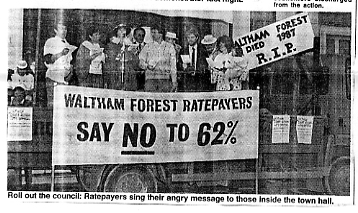 from the action.
WALTHAM FOREST
DIED 1987
R.I.P.
WALTHAM FOREST RATEPAYERS
SAY NO TO 62%
Roll out the council: Ratepayers sing their angry message to those inside the town hall.